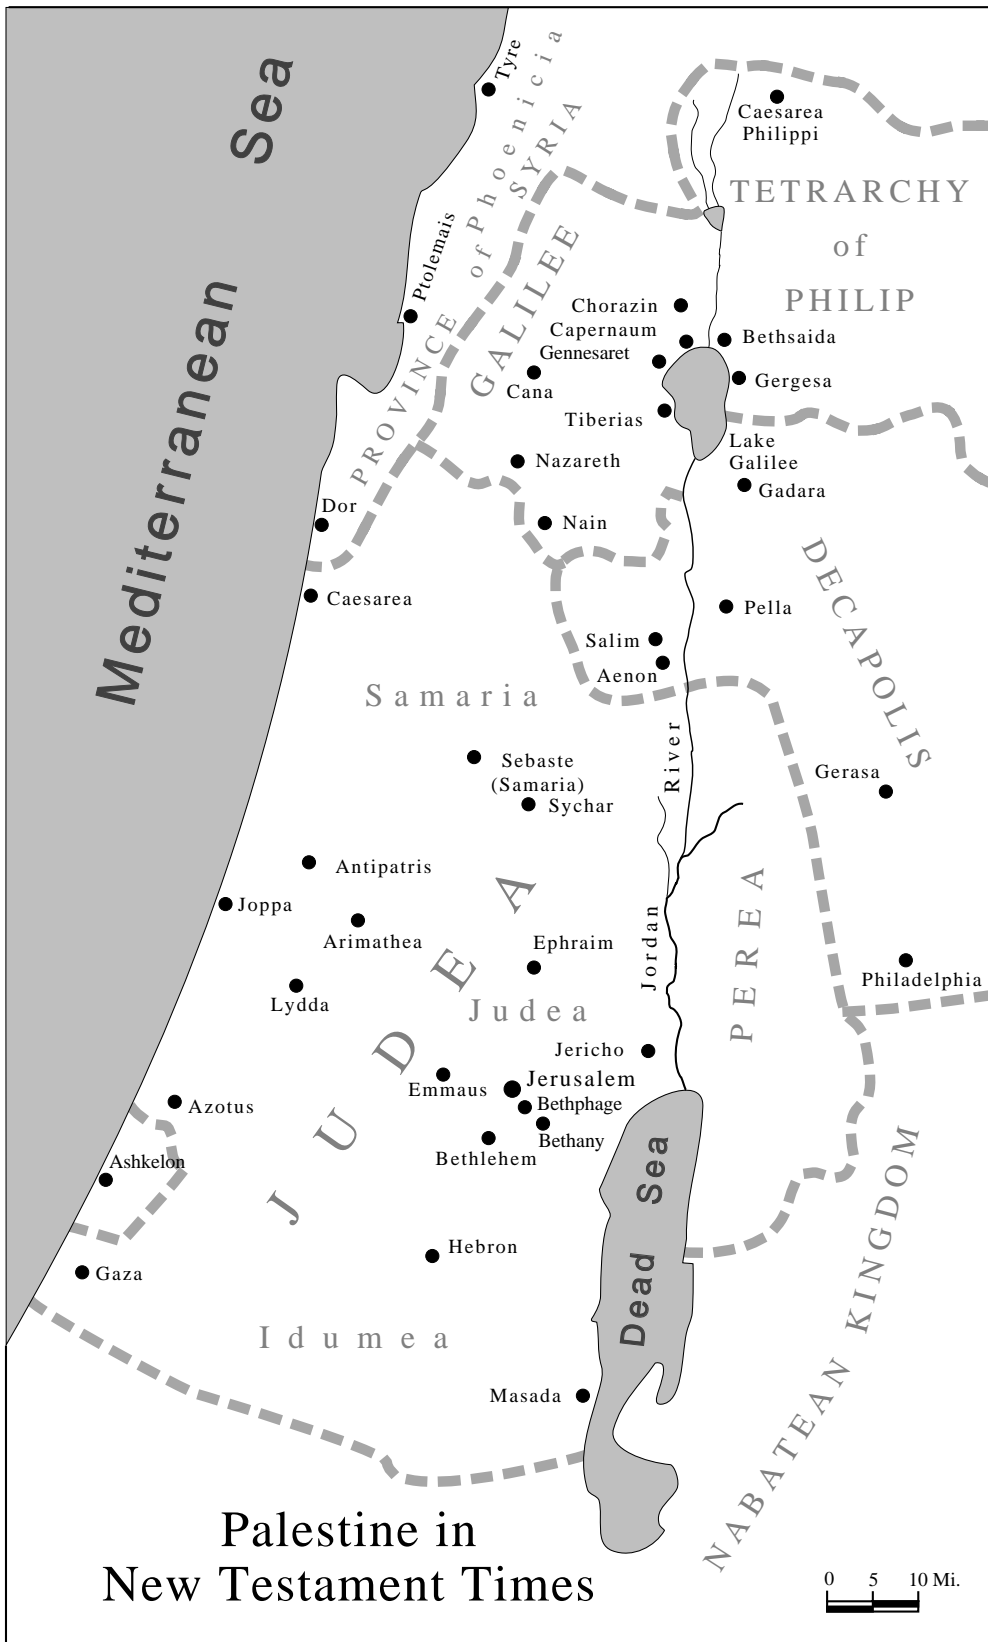 Mediterranean Sea
Tyre
PROVINCE of Phoenicia
SYRIA
Caesarea
Philippi
TETRARCHY
of
PHILIP
Ptolemais
GALILEE
Chorazin
Capernaum
Bethsaida
Gennesaret
Cana
Gergesa
Tiberias
Lake
Galilee
Nazareth
Gadara
Dor
Nain
DECAPOLIS
Caesarea
Pella
Salim
Aenon
Samaria
Jordan River
Sebaste
(Samaria)
Gerasa
Sychar
Antipatris
PEREA
Joppa
Arimathea
Ephraim
Philadelphia
Lydda
JUDEA
Judea
Jericho
Emmaus
Jerusalem
Azotus
Bethphage
Bethany
Bethlehem
Ashkelon
Dead Sea
NABATEAN KINGDOM
Hebron
Gaza
Idumea
Masada
Palestine in
New Testament Times
0 5 10 Mi.